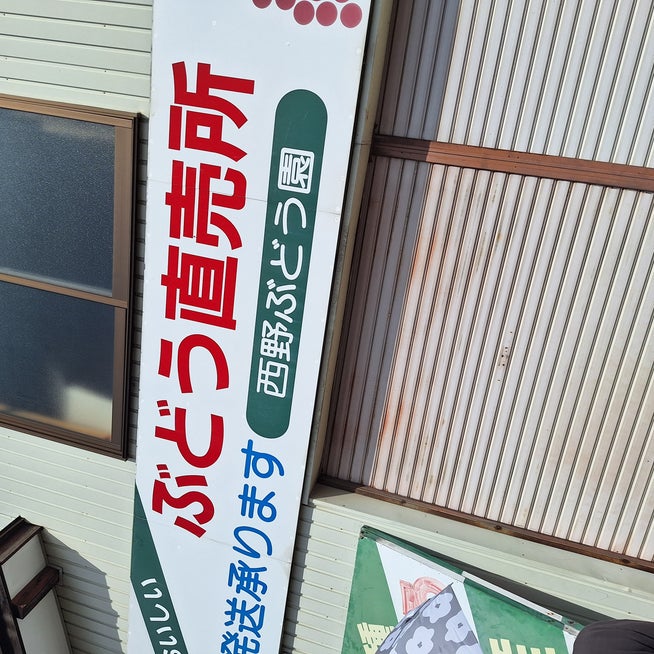 おいしい
ぶどう直売所
西野ぶどう園
発送承ります